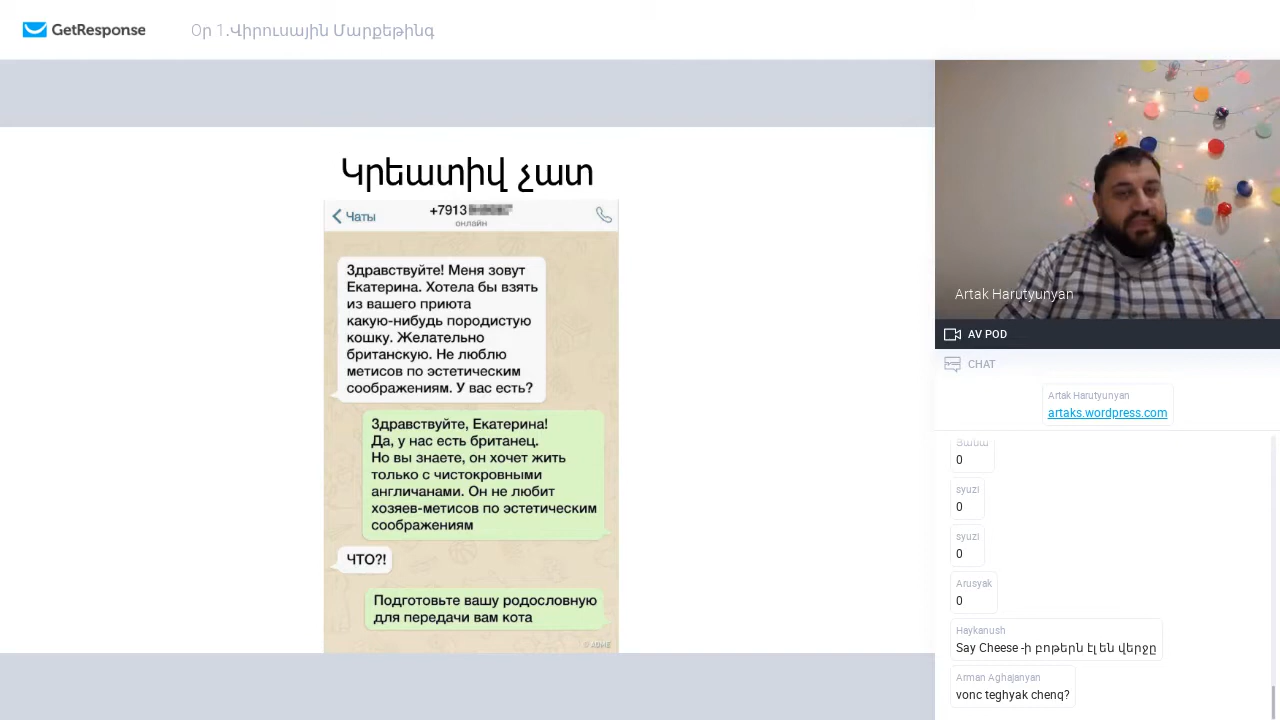 GetResponse
Օր 1.Վիրուսային Մարքեթինգ
Կրեատիվ չատ
Чаты
+7913
онлайн
Здравствуйте! Меня зовут
Екатерина. Хотела бы взять
из вашего приюта
какую-нибудь породистую
кошку. Желательно
британскую. Не люблю
метисов по эстетическим
соображениям. У вас есть?
Здравствуйте, Екатерина!
Да, у нас есть британец.
Но вы знаете, он хочет жить
только с чистокровными
англичанами. Он не любит
хозяев-метисов по эстетическим
соображениям
ЧТО?!
Подготовьте вашу родословную
для передачи вам кота
© ADME
Artak Harutyunyan
AV POD
CHAT
Artak Harutyunyan
artaks.wordpress.com
0
syuzi
0
syuzi
0
Arusyak
0
Haykanush
Say Cheese -ի բոթերն էլ են վերջը
Arman Aghajanyan
vonc teghyak chenq?